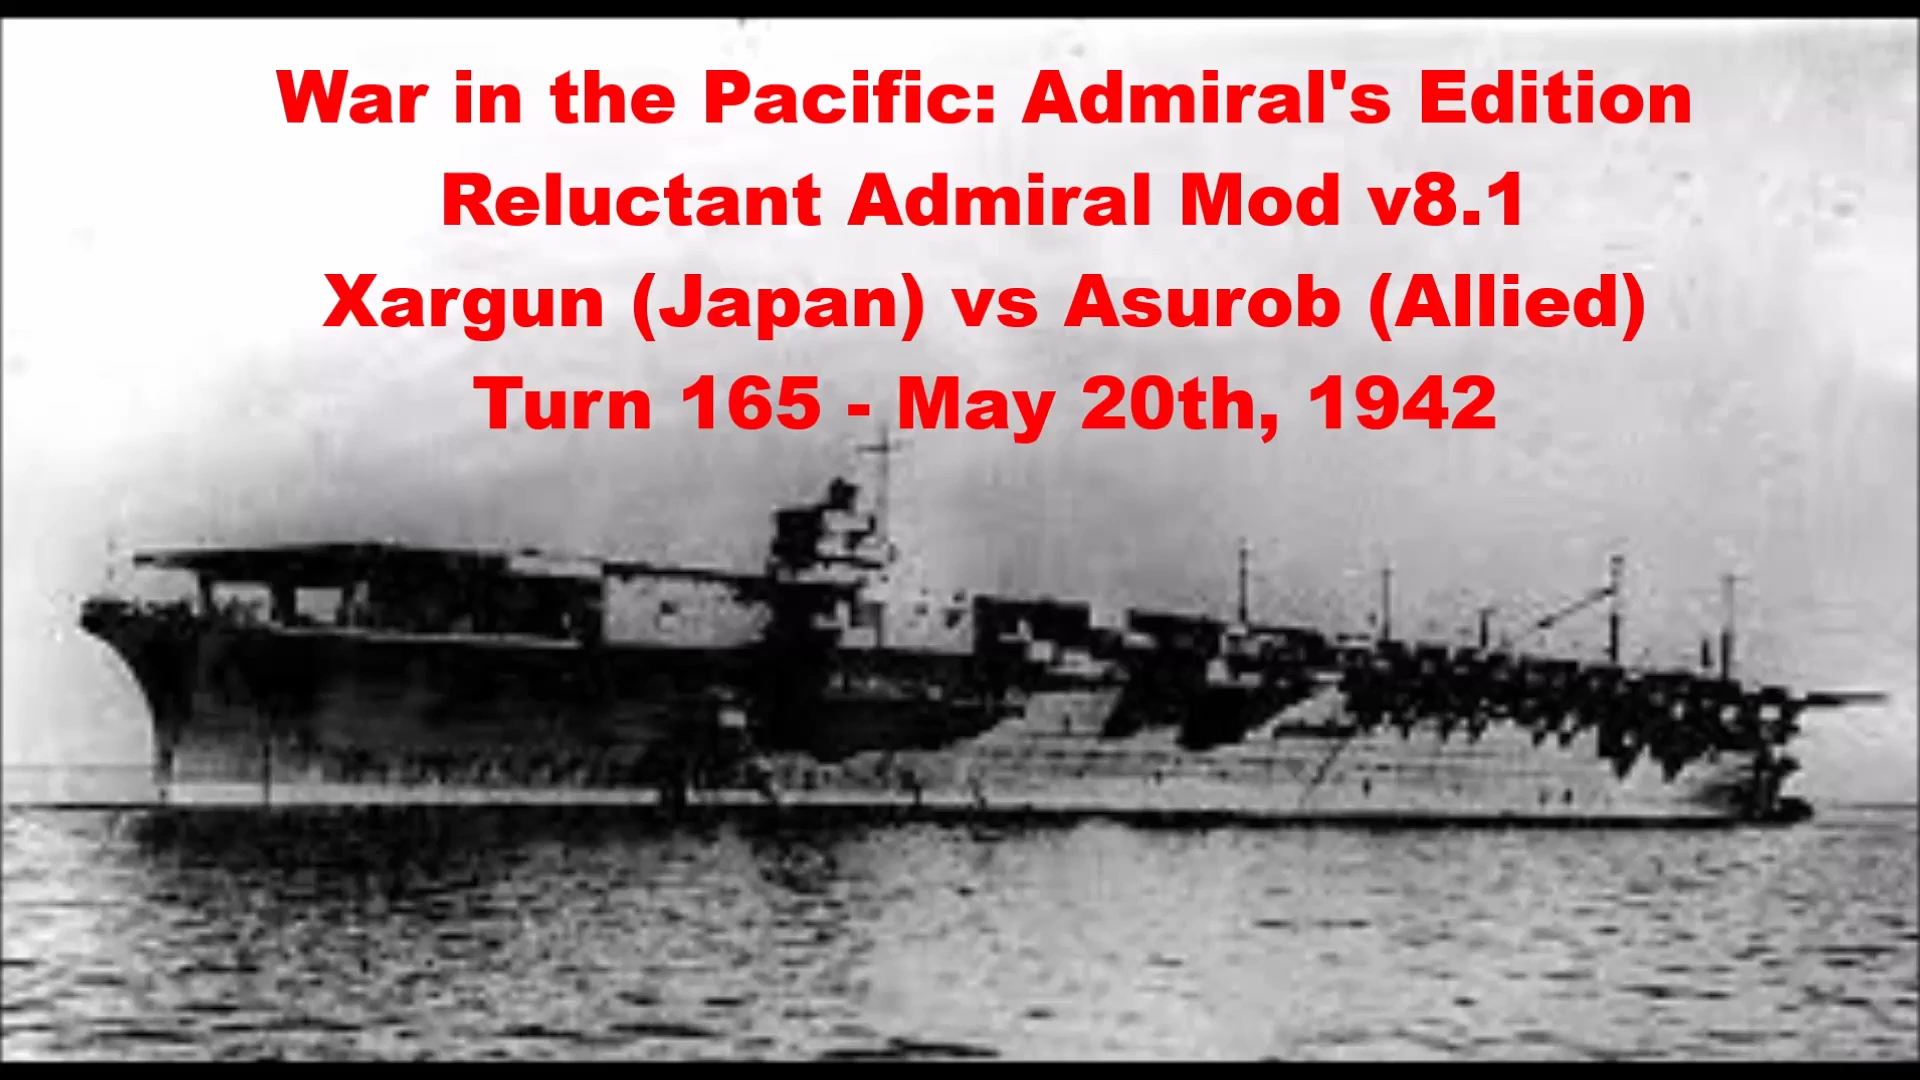 War in the Pacific: Admiral's Edition
Reluctant Admiral Mod v8.1
Xargun (Japan) vs Asurob (Allied)
Turn 165 - May 20th, 1942